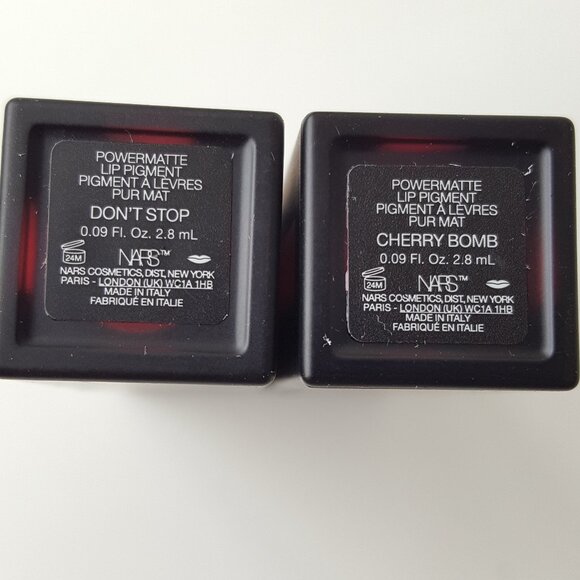 POWERMATTE
LIP PIGMENT
PIGMENT À LÈVRES
PUR MAT
DON'T STOP
0.09 Fl. Oz. 2.8 mL
24M
NARS™
NARS COSMETICS, DIST, NEW YORK
PARIS - LONDON (UK) WC1A 1HB
MADE IN ITALY
FABRIQUÉ EN ITALIE
POWERMATTE
LIP PIGMENT
PIGMENT À LÈVRES
PUR MAT
CHERRY BOMB
0.09 Fl. Oz. 2.8 mL
24M
NARS™
NARS COSMETICS, DIST, NEW YORK
PARIS - LONDON (UK) WC1A 1HB
MADE IN ITALY
FABRIQUÉ EN ITALIE